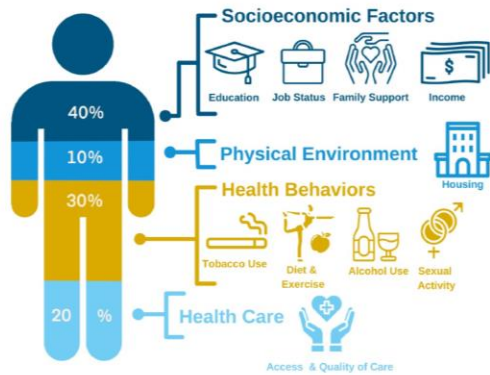 Socioeconomic Factors
$
Education Job Status Family Support Income
40%
10%
Physical Environment
Housing
30%
Health Behaviors
Tobacco Use Diet & Exercise Alcohol Use Sexual Activity
20 %
Health Care
Access & Quality of Care